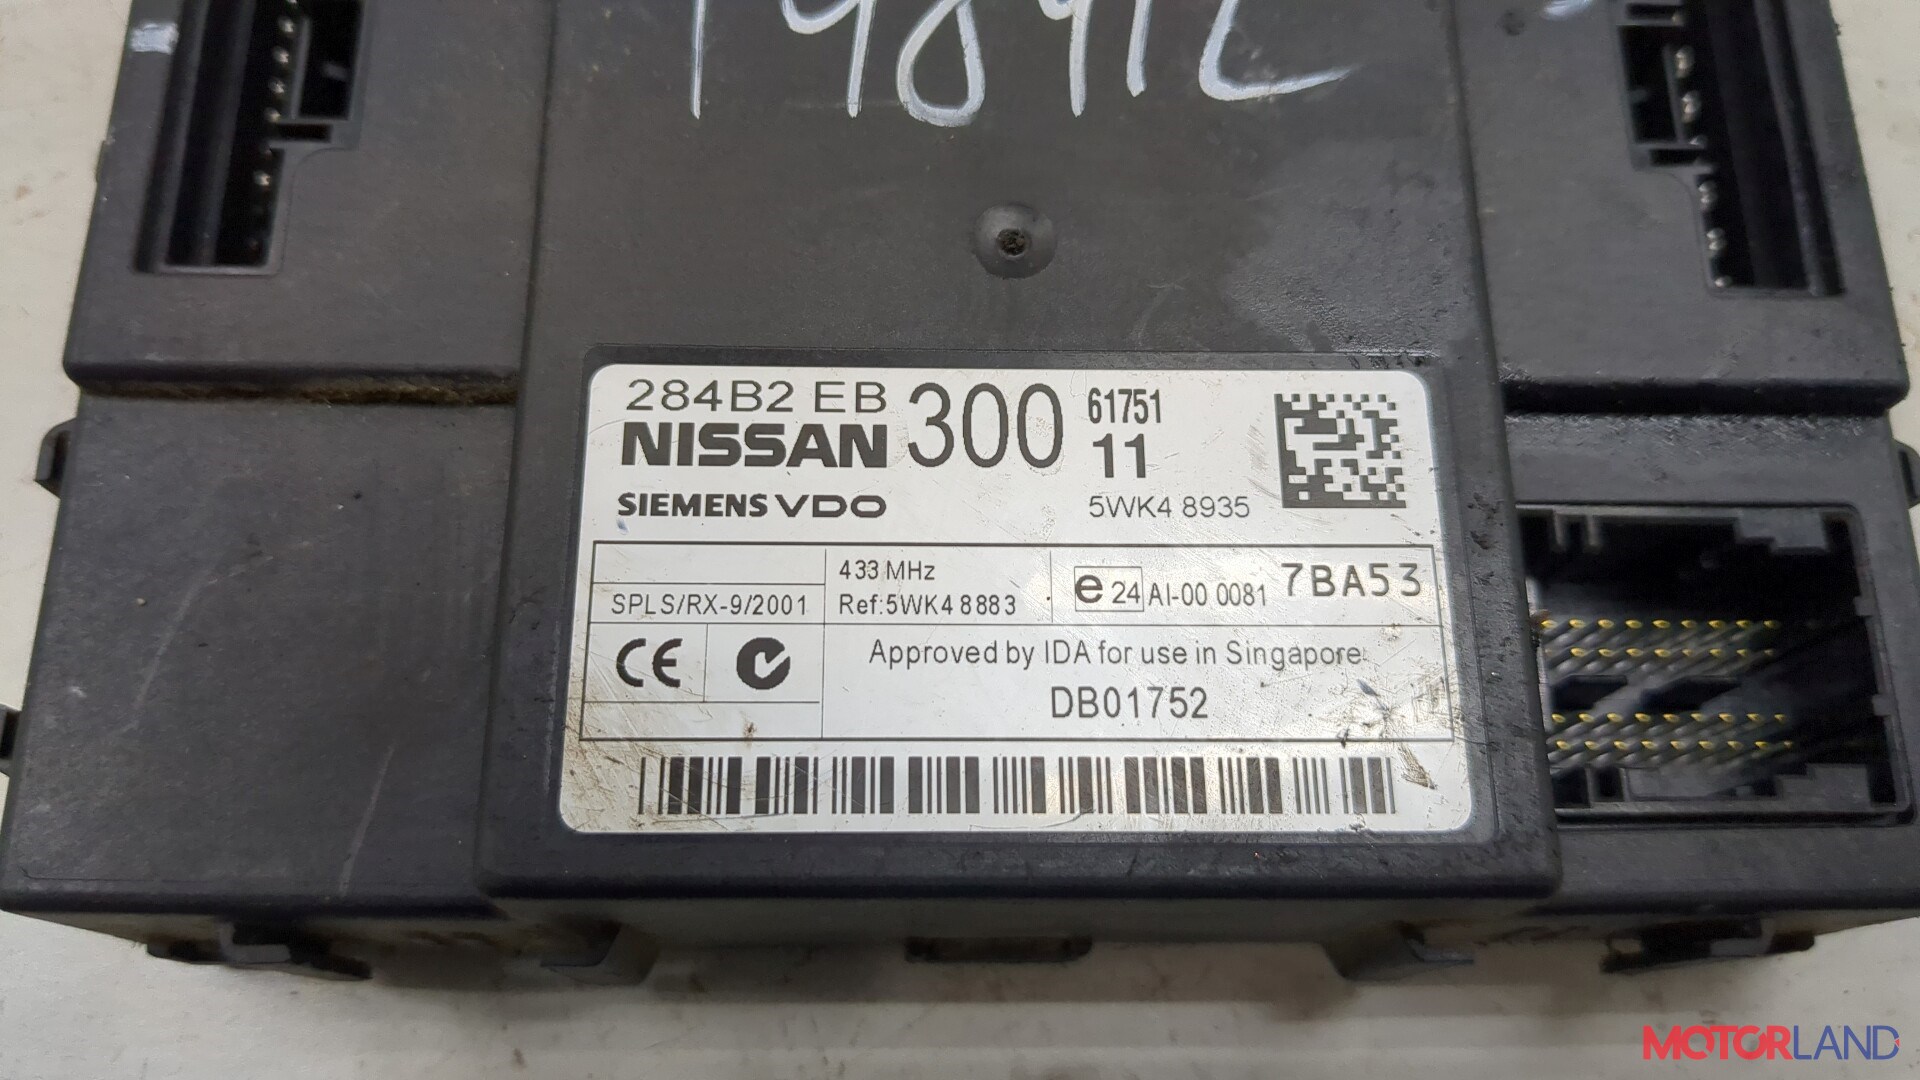 284B2 EB 300 61751
NISSAN 11
SIEMENS VDO 5WK4 8935
433 MHz
SPLS/RX-9/2001 Ref:5WK4 8883 e 24 AI-00 0081 7BA53
CE Approved by IDA for use in Singapore
DB01752
MOTORLAND